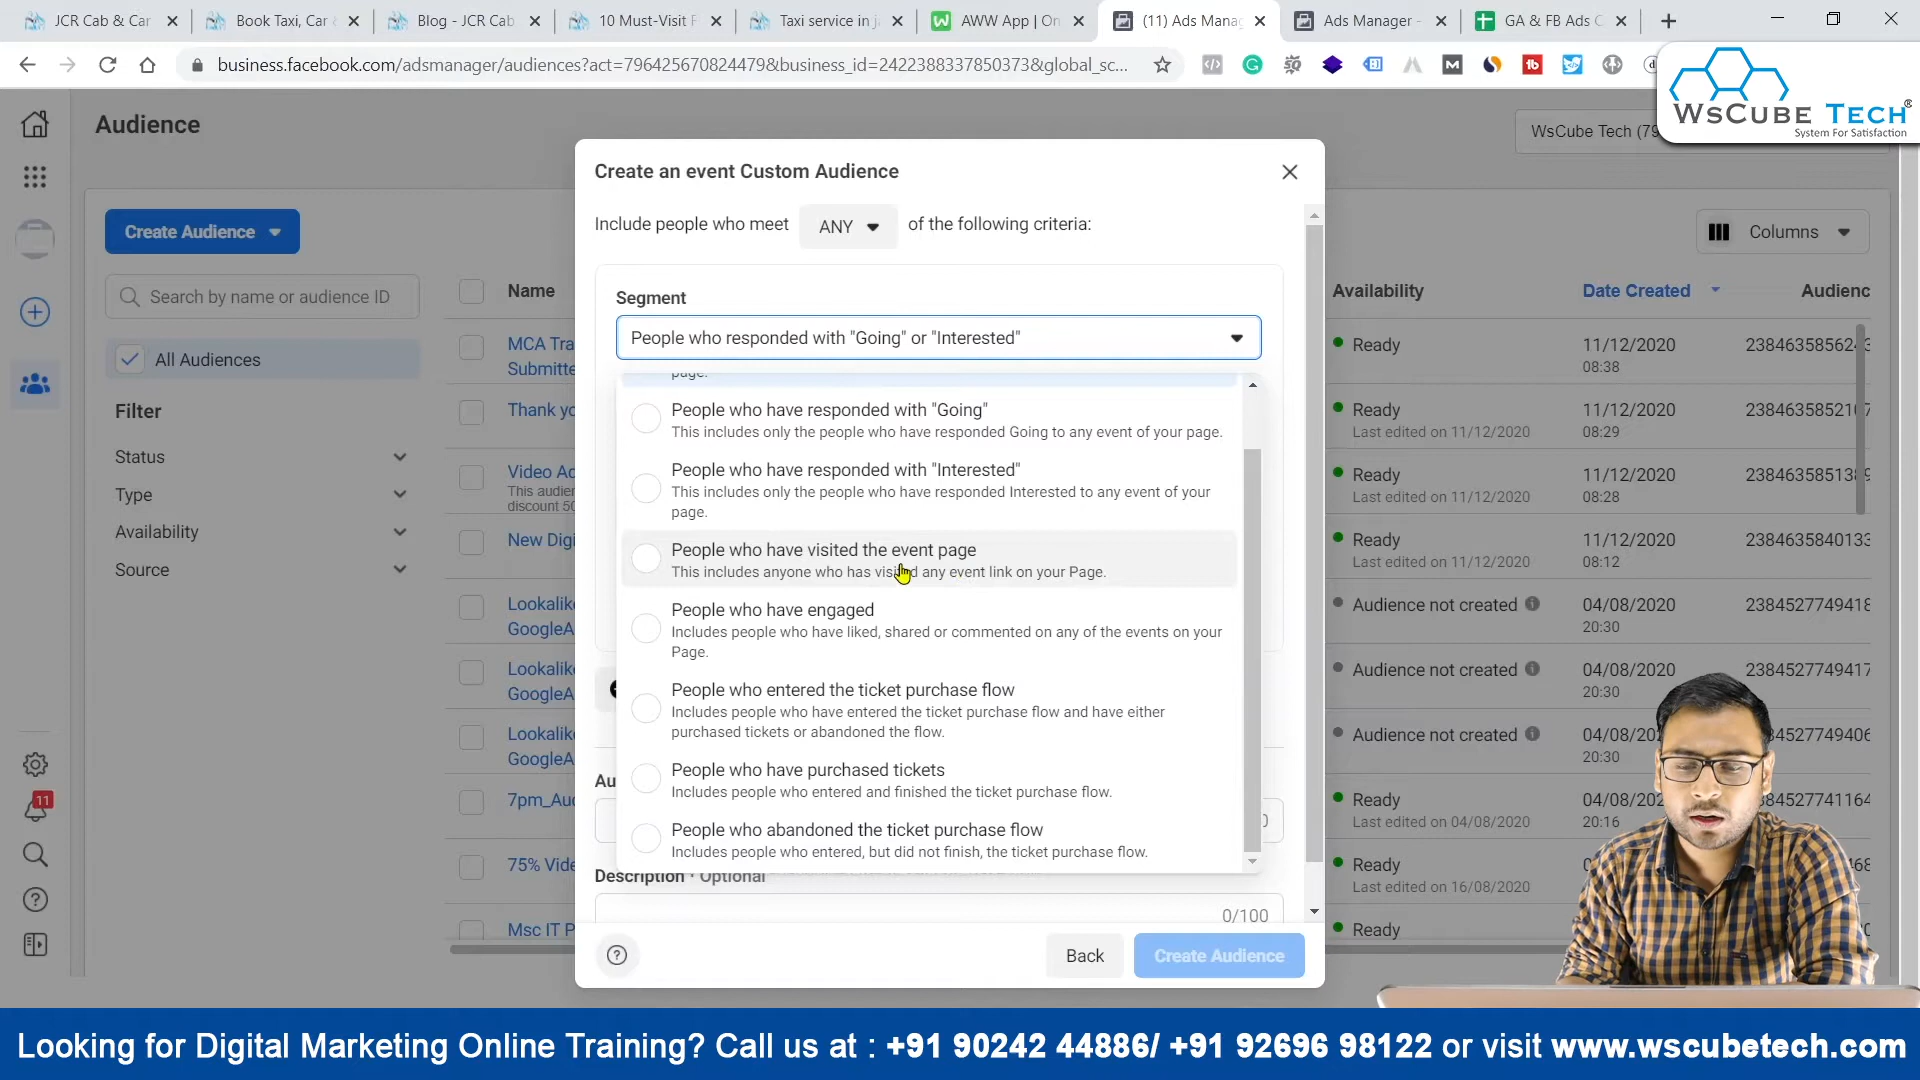 JCR Cab & Car
Book Taxi, Car
Blog - JCR Cab
10 Must-Visit
Taxi service in
AWW App | On
(11) Ads Mana
Ads Manager -
GA & FB Ads
business.facebook.com/adsmanager/audiences?act=796425670824479&business_id=2422388337850373&global_sc...
WSCUBE TECH®
System For Satisfaction
Audience
WsCube Tech (79
Create Audience
Search by name or audience ID
All Audiences
Filter
Status
Type
Availability
Source
11
Name
MCA Tra
Submitte
Thank yo
Video Ad
This audien
discount 50
New Digi
Lookalike
GoogleA
Lookalike
GoogleA
Lookalike
GoogleA
7pm_Aud
75% Vide
Msc IT P
Create an event Custom Audience
Include people who meet ANY of the following criteria:
Segment
People who responded with "Going" or "Interested"
page.
People who have responded with "Going"
This includes only the people who have responded Going to any event of your page.
People who have responded with "Interested"
This includes only the people who have responded Interested to any event of your
page.
People who have visited the event page
This includes anyone who has visited any event link on your Page.
People who have engaged
Includes people who have liked, shared or commented on any of the events on your
Page.
People who entered the ticket purchase flow
Includes people who have entered the ticket purchase flow and have either
purchased tickets or abandoned the flow.
People who have purchased tickets
Includes people who entered and finished the ticket purchase flow.
People who abandoned the ticket purchase flow
Includes people who entered, but did not finish, the ticket purchase flow.
Au
Description · Optional
0/100
Back
Create Audience
Columns
Availability
Date Created
Audienc
Ready
11/12/2020
08:38
2384635856243
Ready
Last edited on 11/12/2020
11/12/2020
08:29
Ready
Last edited on 11/12/2020
11/12/2020
08:28
Ready
Last edited on 11/12/2020
11/12/2020
08:12
2384635840133
Audience not created
04/08/2020
20:30
2384527749418
Audience not created
04/08/2020
20:30
2384527749417
Audience not created
04/08/20
20:30
4527749406
Ready
Last edited on 04/08/2020
04/08/202
20:16
84527741164
Ready
Last edited on 16/08/2020
Ready
Looking for Digital Marketing Online Training? Call us at : +91 90242 44886/ +91 92696 98122 or visit www.wscubetech.com